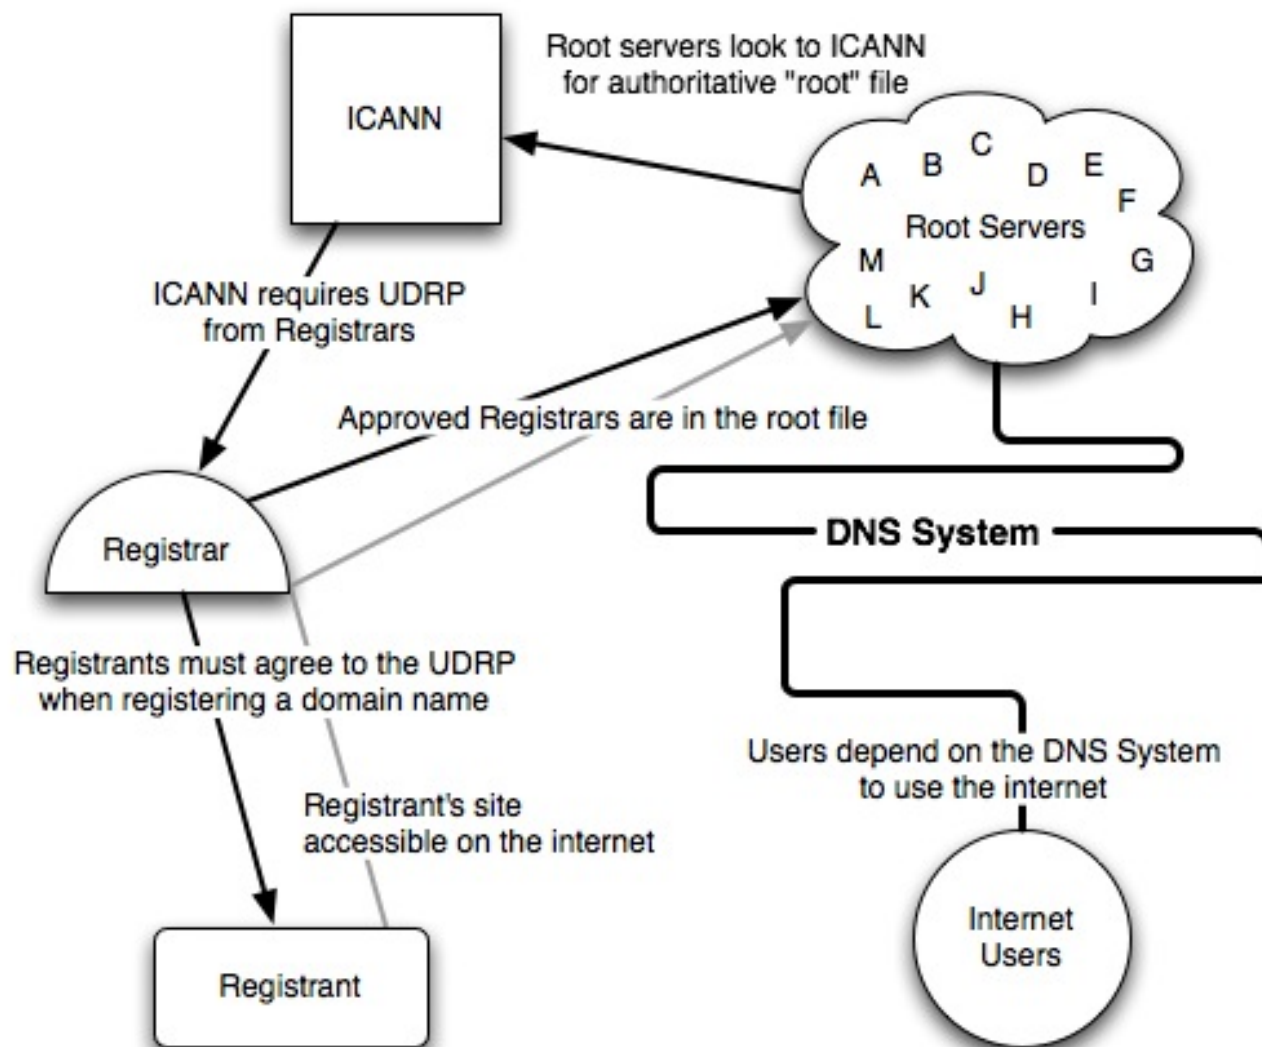 Root servers look to ICANN
for authoritative "root" file
ICANN
A
B
C
D
E
F
Root Servers
G
M
L
K
J
H
I
ICANN requires UDRP
from Registrars
Approved Registrars are in the root file
Registrar
DNS System
Registrants must agree to the UDRP
when registering a domain name
Users depend on the DNS System
to use the internet
Registrant's site
accessible on the internet
Internet
Users
Registrant